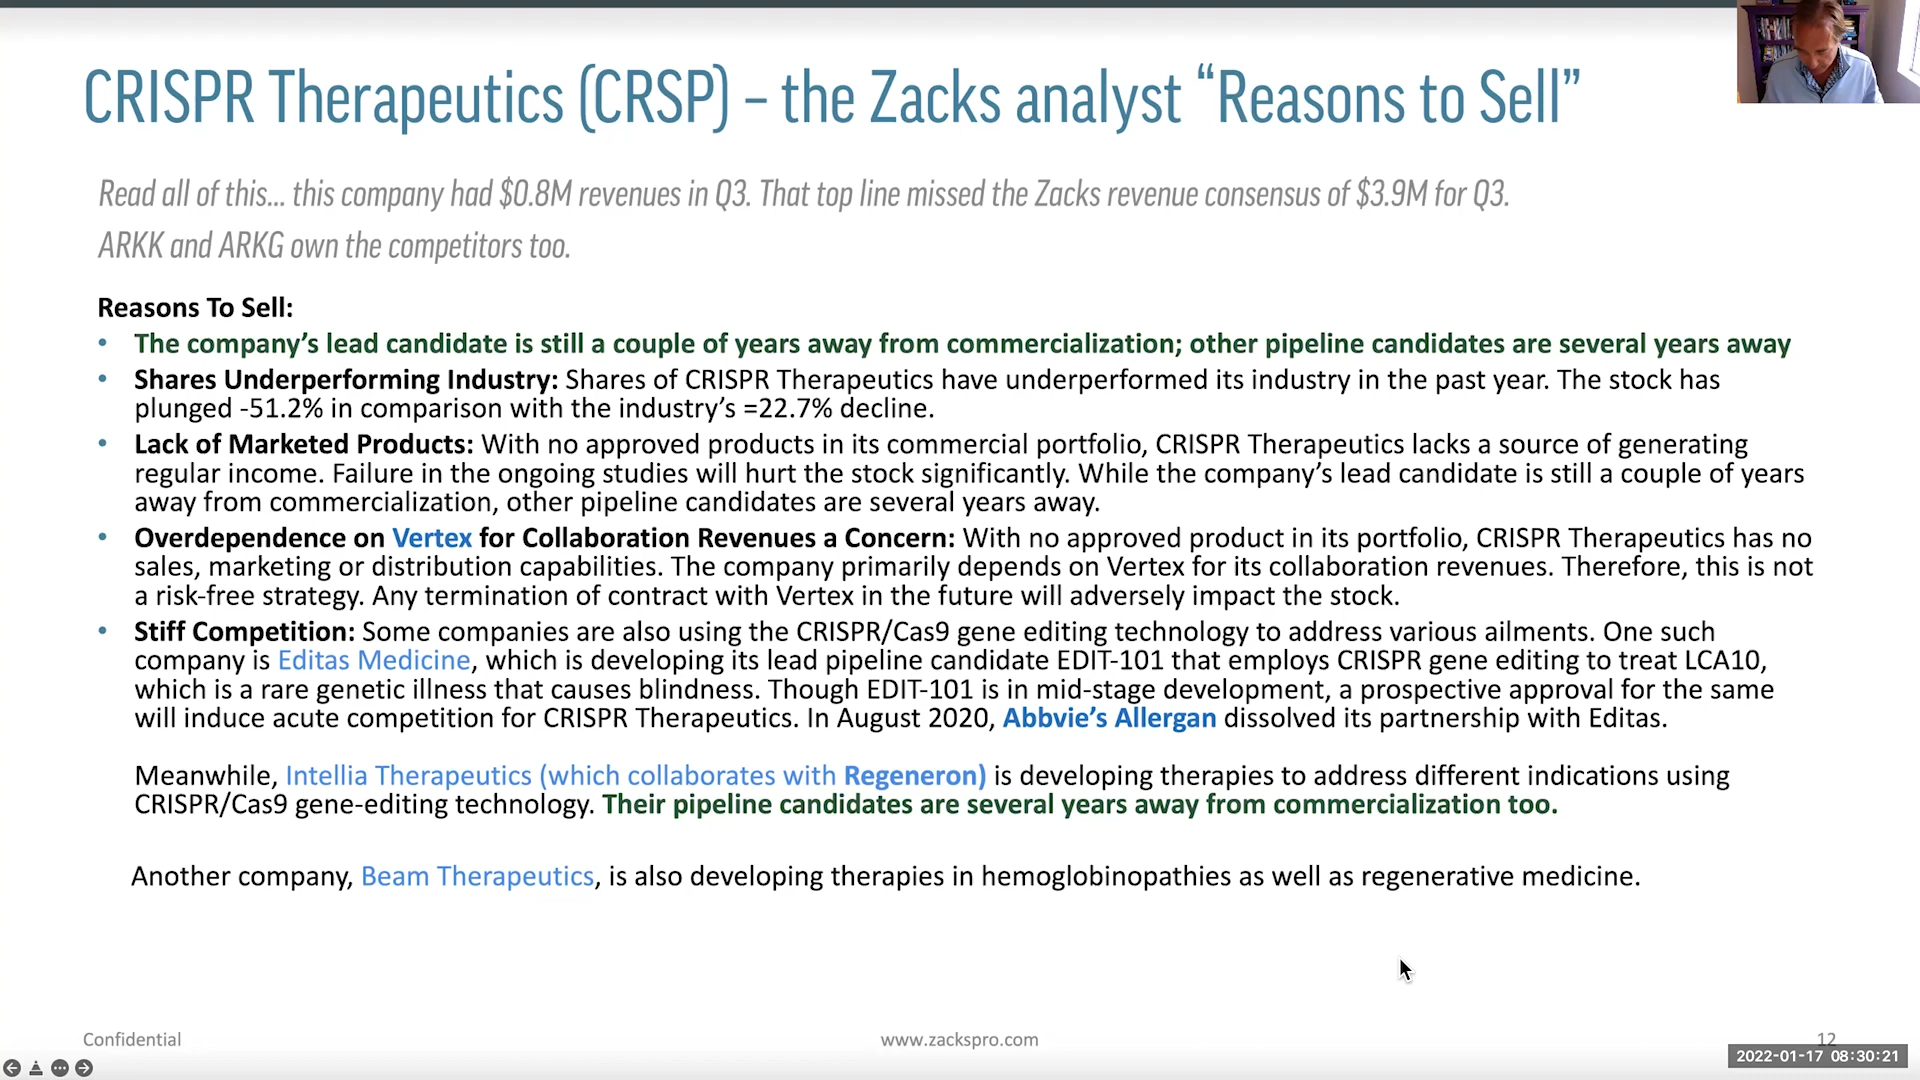 CRISPR Therapeutics (CRSP) – the Zacks analyst “Reasons to Sell”
Read all of this... this company had $0.8M revenues in Q3. That top line missed the Zacks revenue consensus of $3.9M for Q3.
ARKK and ARKG own the competitors too.
Reasons To Sell:
• The company’s lead candidate is still a couple of years away from commercialization; other pipeline candidates are several years away
• Shares Underperforming Industry: Shares of CRISPR Therapeutics have underperformed its industry in the past year. The stock has
plunged -51.2% in comparison with the industry’s =22.7% decline.
• Lack of Marketed Products: With no approved products in its commercial portfolio, CRISPR Therapeutics lacks a source of generating
regular income. Failure in the ongoing studies will hurt the stock significantly. While the company’s lead candidate is still a couple of years
away from commercialization, other pipeline candidates are several years away.
• Overdependence on Vertex for Collaboration Revenues a Concern: With no approved product in its portfolio, CRISPR Therapeutics has no
sales, marketing or distribution capabilities. The company primarily depends on Vertex for its collaboration revenues. Therefore, this is not
a risk-free strategy. Any termination of contract with Vertex in the future will adversely impact the stock.
• Stiff Competition: Some companies are also using the CRISPR/Cas9 gene editing technology to address various ailments. One such
company is Editas Medicine, which is developing its lead pipeline candidate EDIT-101 that employs CRISPR gene editing to treat LCA10,
which is a rare genetic illness that causes blindness. Though EDIT-101 is in mid-stage development, a prospective approval for the same
will induce acute competition for CRISPR Therapeutics. In August 2020, Abbvie’s Allergan dissolved its partnership with Editas.
Meanwhile, Intellia Therapeutics (which collaborates with Regeneron) is developing therapies to address different indications using
CRISPR/Cas9 gene-editing technology. Their pipeline candidates are several years away from commercialization too.
Another company, Beam Therapeutics, is also developing therapies in hemoglobinopathies as well as regenerative medicine.
Confidential
www.zackspro.com
12
2022-01-17 08:30:21